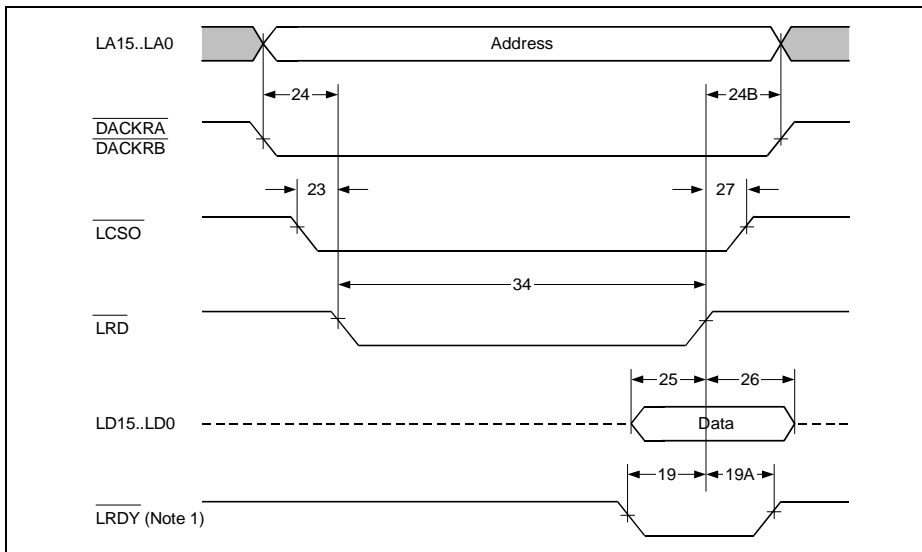 LA15..LA0
Address
24
24B
DACKRA
DACKRB
23
27
LCSO
34
LRD
25
26
LD15..LD0
Data
19
19A
LRDY (Note 1)